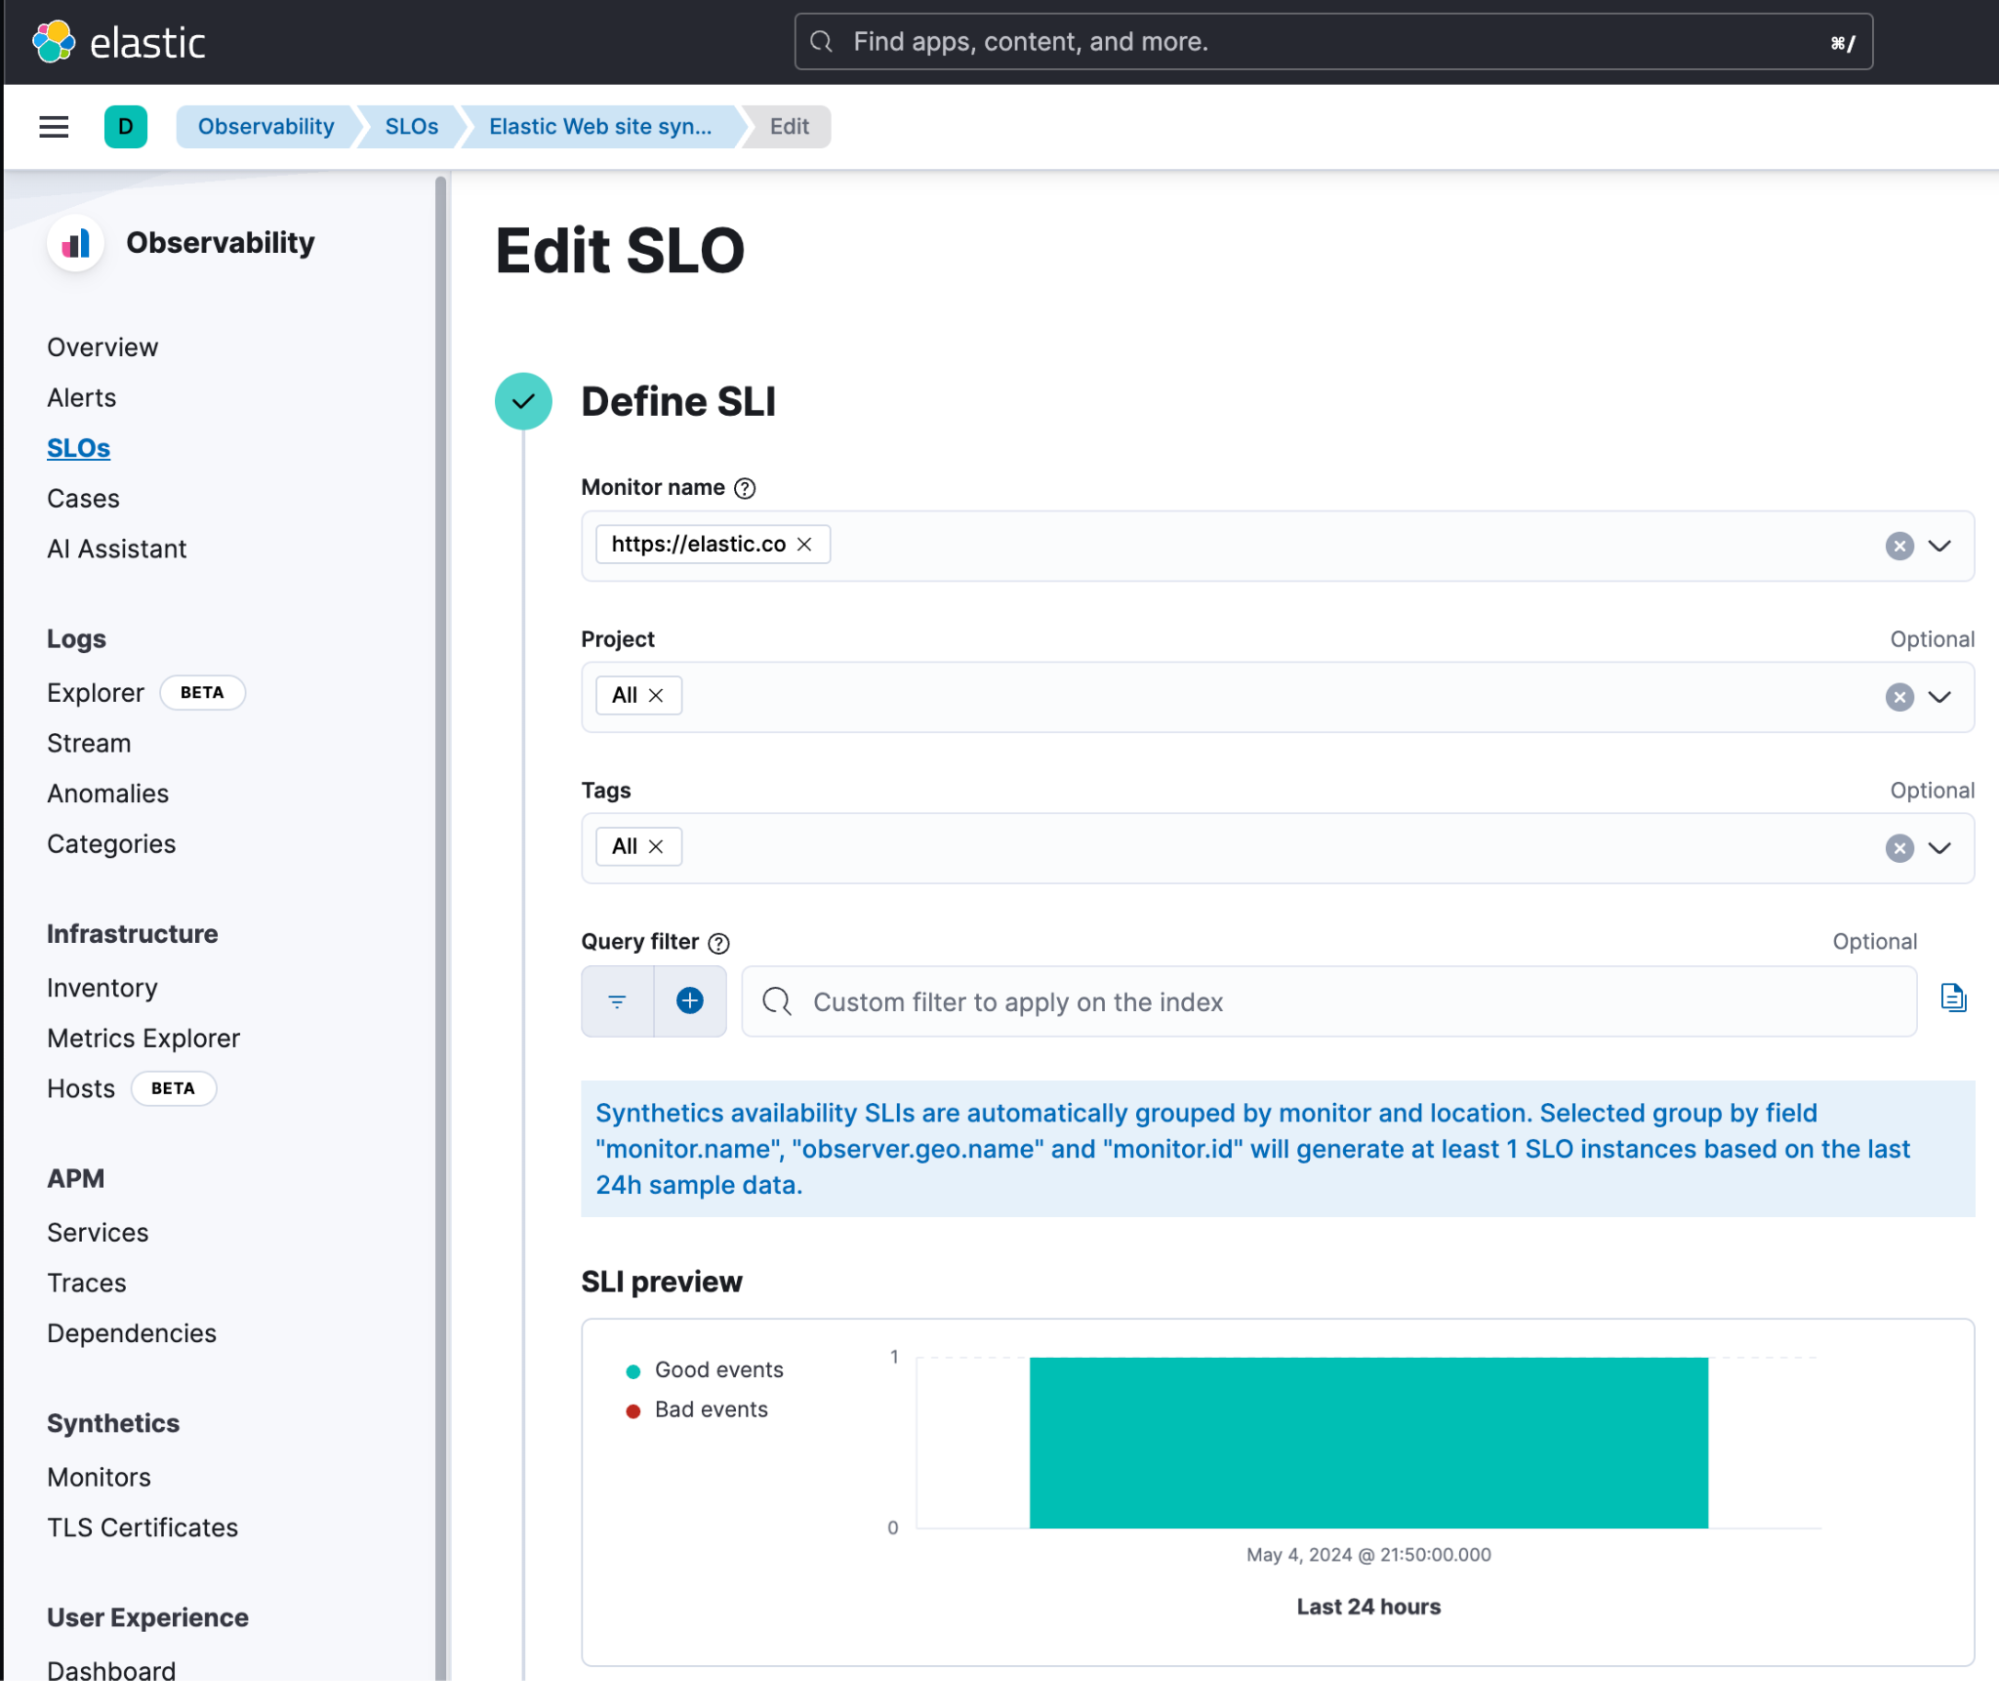 elastic
Find apps, content, and more.
⌘/
D
Observability
SLOs
Elastic Web site syn...
Edit
Observability
Overview
Alerts
SLOs
Cases
AI Assistant
Logs
Explorer BETA
Stream
Anomalies
Categories
Infrastructure
Inventory
Metrics Explorer
Hosts BETA
APM
Services
Traces
Dependencies
Synthetics
Monitors
TLS Certificates
User Experience
Dashboard
Edit SLO
Define SLI
Monitor name
https://elastic.co
Project Optional
All
Tags Optional
All
Query filter Optional
Custom filter to apply on the index
Synthetics availability SLIs are automatically grouped by monitor and location. Selected group by field
"monitor.name", "observer.geo.name" and "monitor.id" will generate at least 1 SLO instances based on the last
24h sample data.
SLI preview
Good events
Bad events
1
0
May 4, 2024 @ 21:50:00.000
Last 24 hours